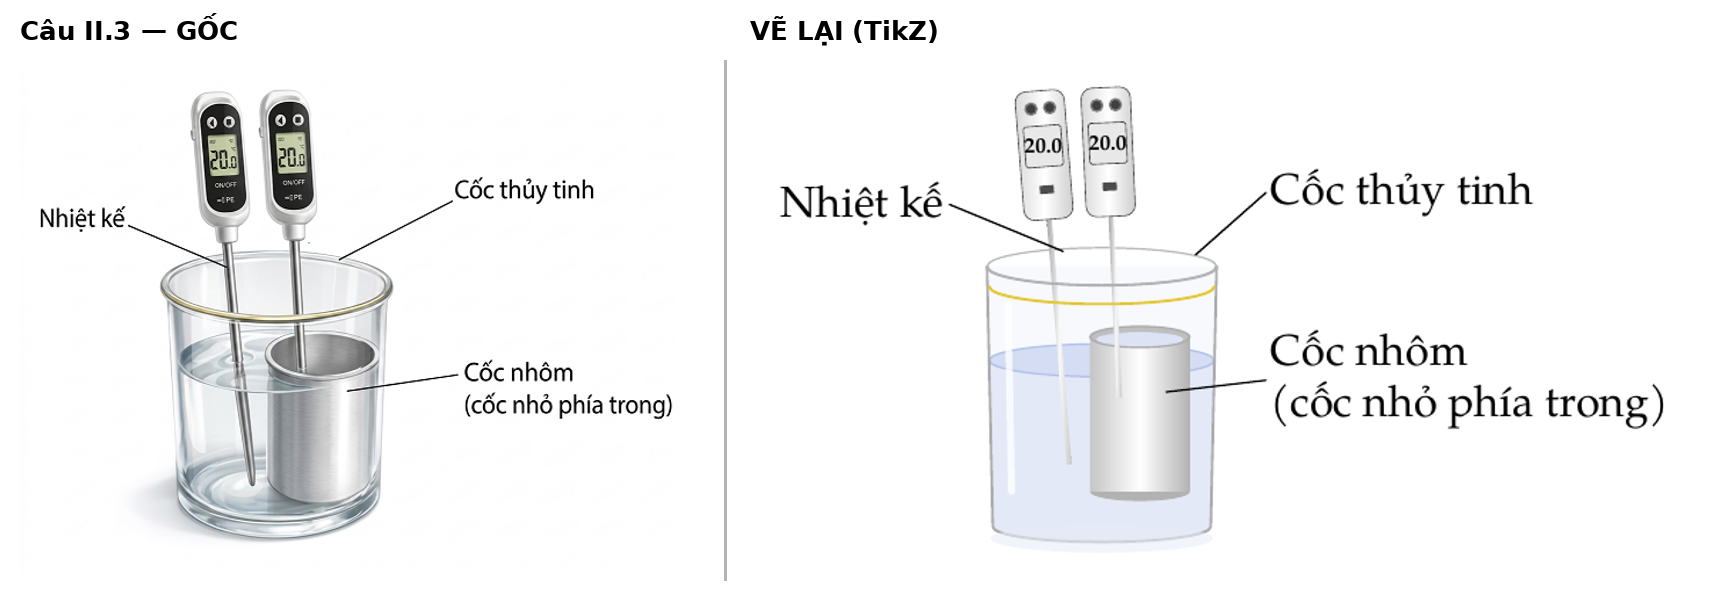 Câu II.3 — GỐC
VẼ LẠI (TikZ)
20.0
20.0
ON/OFF
ON/OFF
PE
PE
Cốc thủy tinh
Nhiệt kế
Cốc nhôm
(cốc nhỏ phía trong)
20.0
20.0
Nhiệt kế
Cốc thủy tinh
Cốc nhôm
(cốc nhỏ phía trong)